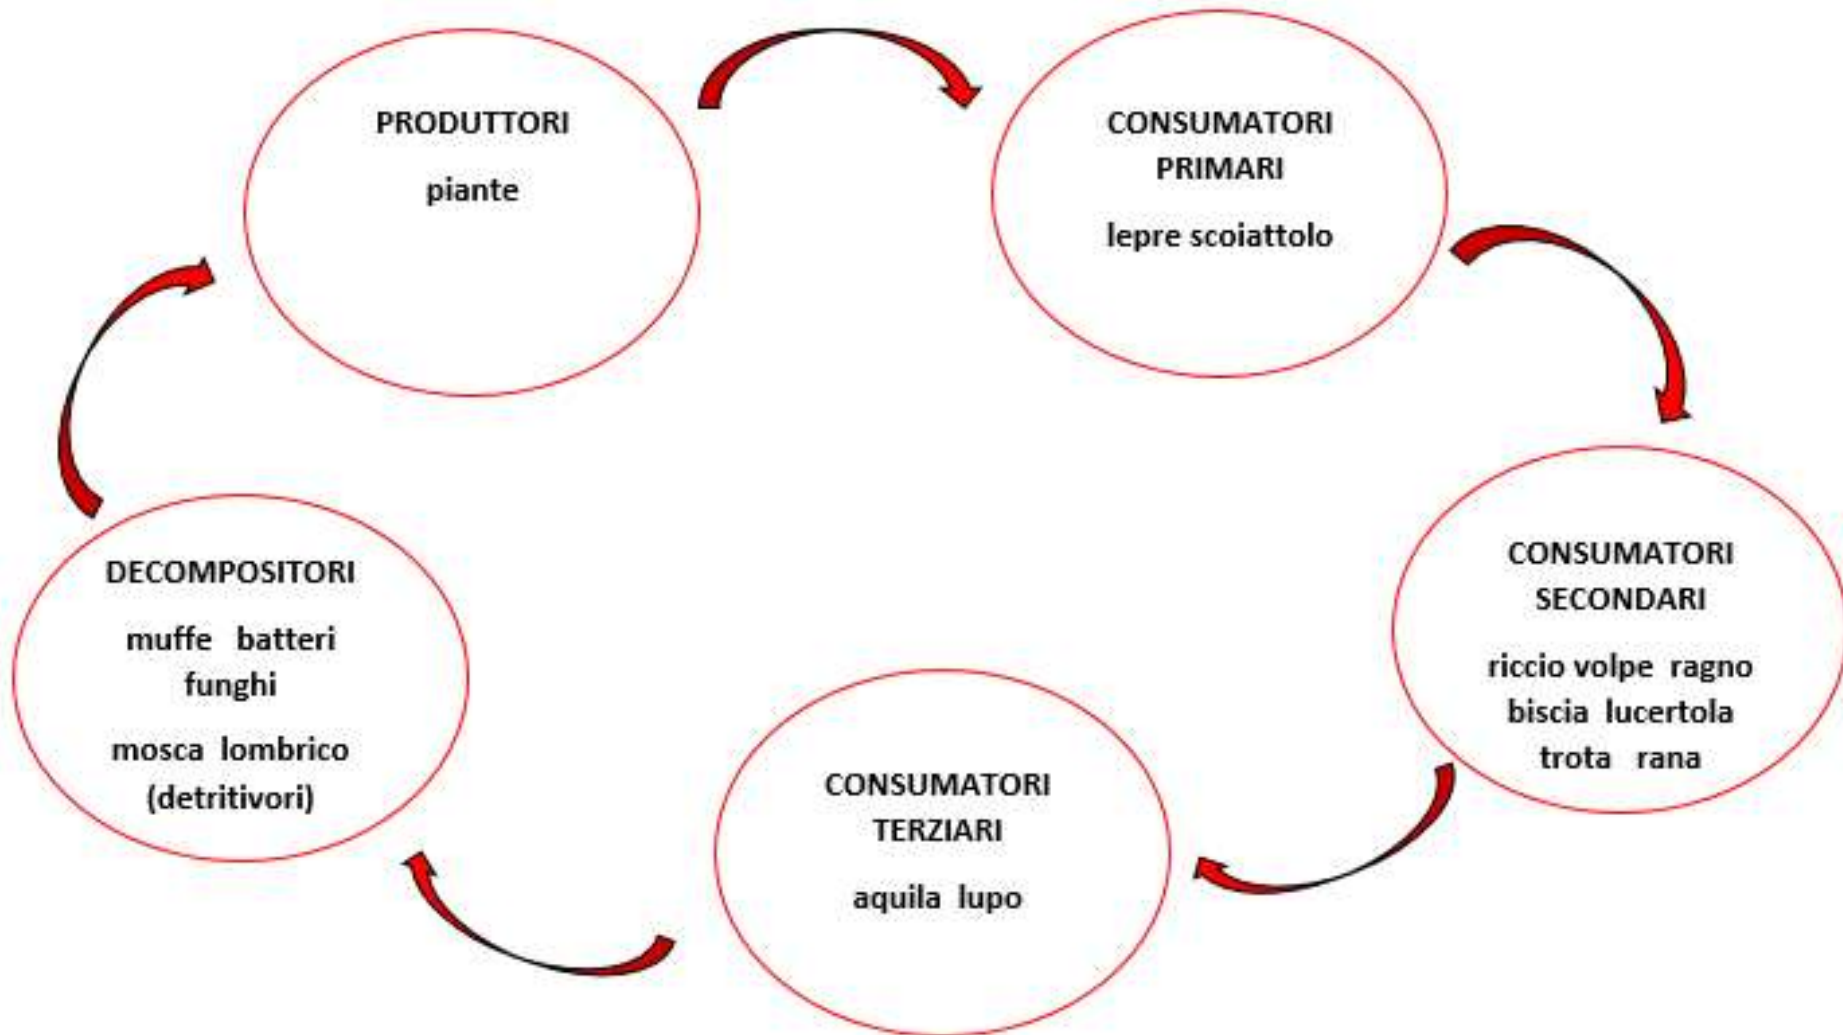 PRODUTTORI
piante
CONSUMATORI
PRIMARI
lepre scoiattolo
CONSUMATORI
SECONDARI
riccio volpe ragno
biscia lucertola
trota rana
CONSUMATORI
TERZIARI
aquila lupo
DECOMPOSITORI
muffe batteri
funghi
mosca lombrico
(detritivori)